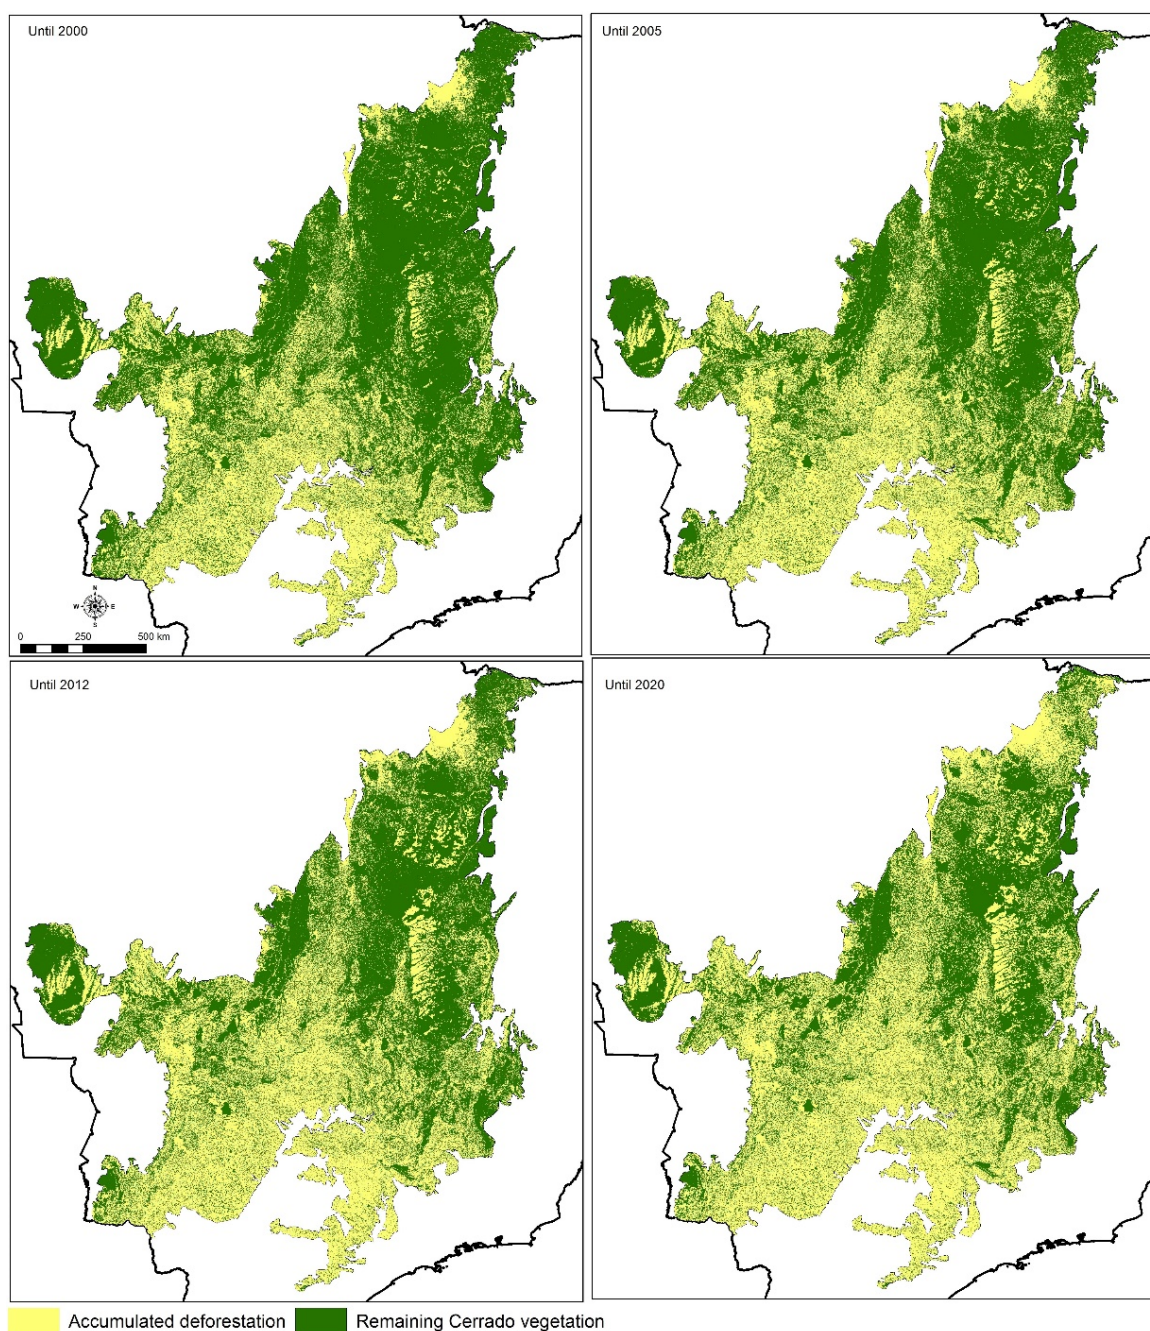 Until 2000
Until 2005
N
W E
S
0 250 500 km
Until 2012
Until 2020
Accumulated deforestation Remaining Cerrado vegetation